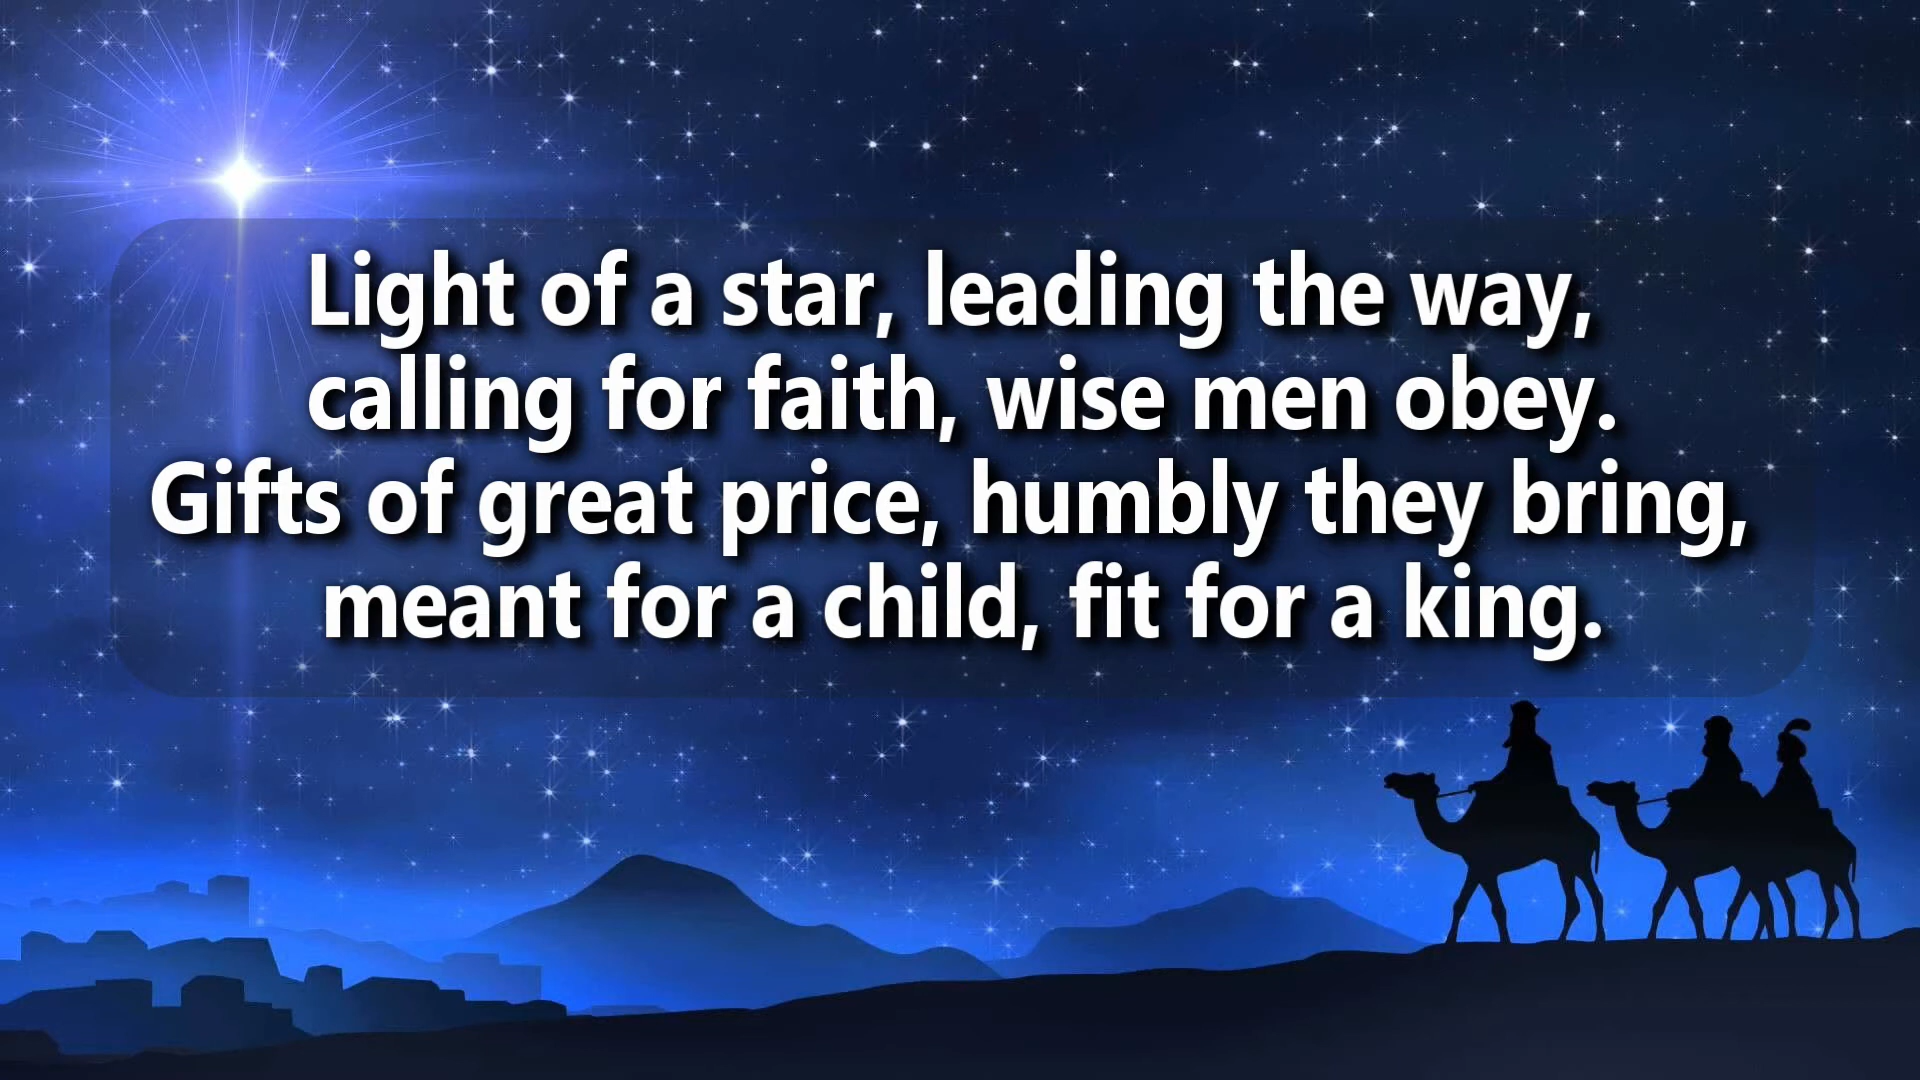 Light of a star, leading the way,
calling for faith, wise men obey.
Gifts of great price, humbly they bring,
meant for a child, fit for a king.